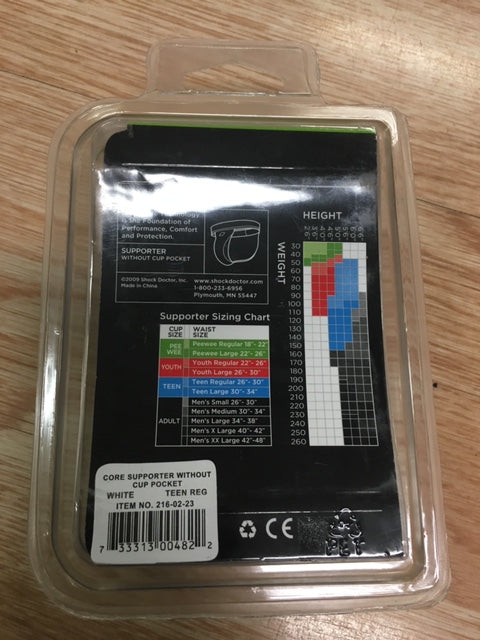 is the Foundation of
Performance, Comfort
and Protection.
SUPPORTER
WITHOUT CUP POCKET
©2009 Shock Doctor, Inc.
Made in China
www.shockdoctor.com
1-800-233-6956
Plymouth, MN 55447
HEIGHT
WEIGHT
30
40
50
60
70
80
90
100
110
120
130
140
150
160
170
180
190
200
210
220
230
240
250
260
Supporter Sizing Chart
CUP SIZE WAIST SIZE
PEE WEE Peewee Regular 18"- 22"
Peewee Large 22"- 26"
YOUTH Youth Regular 22"- 26"
Youth Large 26"- 30"
TEEN Teen Regular 26"- 30"
Teen Large 30"- 34"
ADULT Men's Small 26"- 30"
Men's Medium 30"- 34"
Men's Large 34"- 38"
Men's X Large 40"- 42"
Men's XX Large 42"-48"
CORE SUPPORTER WITHOUT
CUP POCKET
WHITE TEEN REG
ITEM NO. 216-02-23
7 33313 00482 2
CE
PET